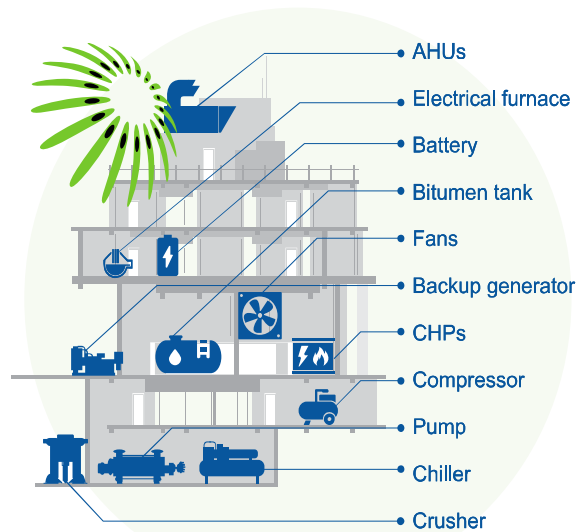 AHUs
Electrical furnace
Battery
Bitumen tank
Fans
Backup generator
CHPs
Compressor
Pump
Chiller
Crusher